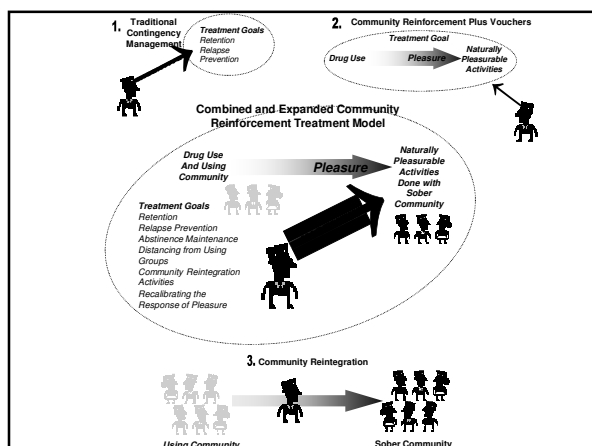 1. Traditional
Contingency
Management
Treatment Goals
Retention
Relapse
Prevention
2. Community Reinforcement Plus Vouchers
Treatment Goal
Drug Use
Pleasure
Naturally
Pleasurable
Activities
Combined and Expanded Community
Reinforcement Treatment Model
Drug Use
And Using
Community
Pleasure
Naturally
Pleasurable
Activities
Done with
Sober
Community
Treatment Goals
Retention
Relapse Prevention
Abstinence Maintenance
Distancing from Using
Groups
Community Reintegration
Activities
Recalibrating the
Response of Pleasure
3. Community Reintegration
Using Community
Sober Community